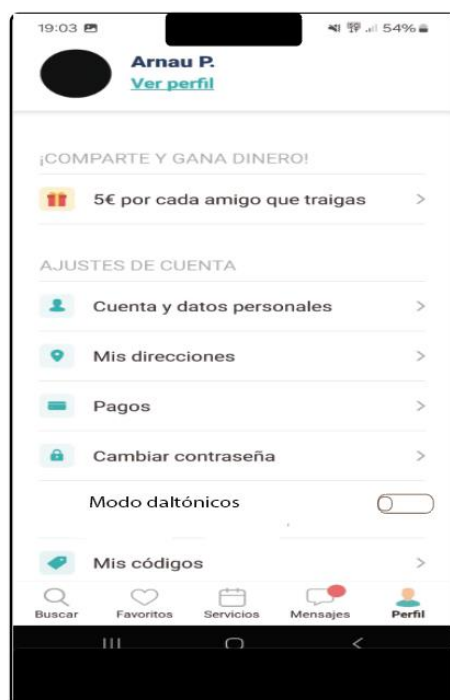 19:03 54%
Arnau P.
Ver perfil
¡COMPARTE Y GANA DINERO!
5€ por cada amigo que traigas
AJUSTES DE CUENTA
Cuenta y datos personales
Mis direcciones
Pagos
Cambiar contraseña
Modo daltónicos
Mis códigos
Buscar Favoritos Servicios Mensajes Perfil